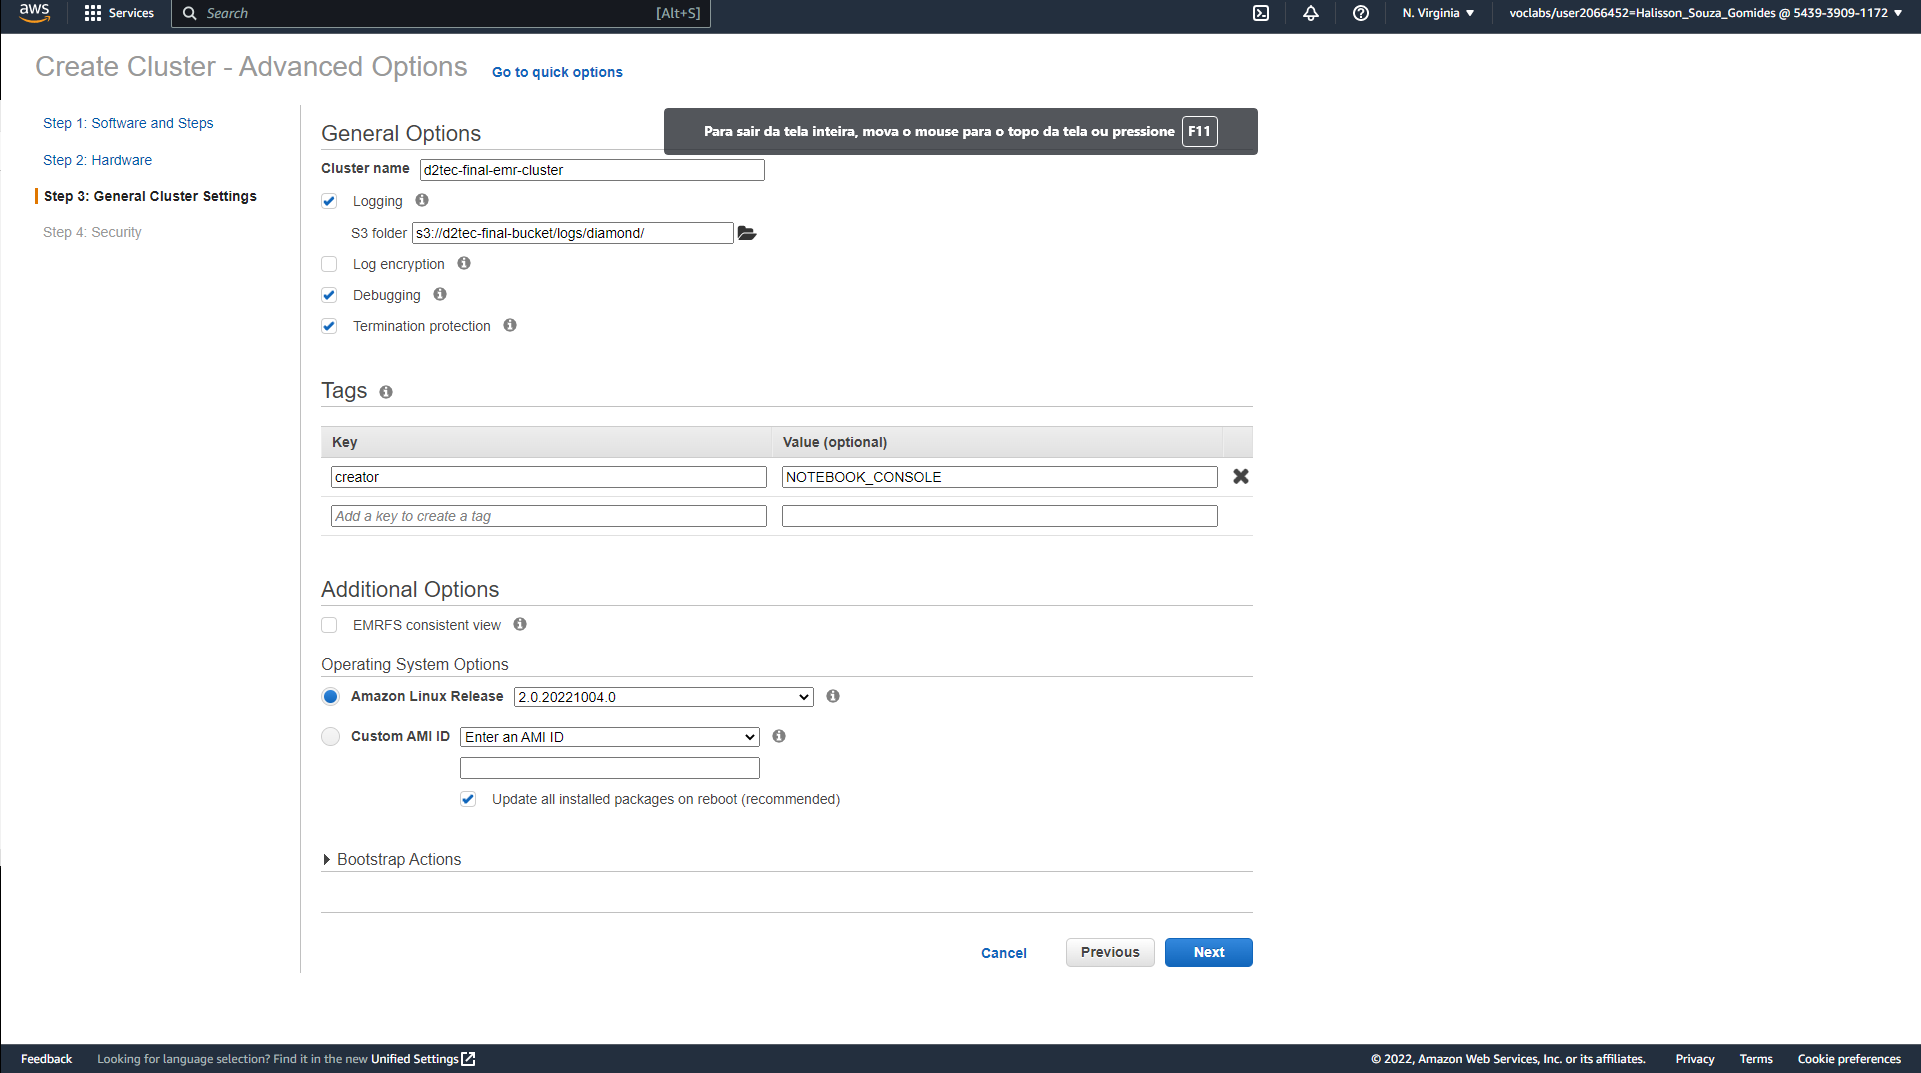 aws Services Search [Alt+S] N. Virginia ▼ voclabs/user2066452=Halisson_Souza_Gomides @ 5439-3909-1172 ▼
Create Cluster - Advanced Options Go to quick options
Step 1: Software and Steps
Step 2: Hardware
Step 3: General Cluster Settings
Step 4: Security
Para sair da tela inteira, mova o mouse para o topo da tela ou pressione F11
General Options
Cluster name d2tec-final-emr-cluster
Logging
S3 folder s3://d2tec-final-bucket/logs/diamond/
Log encryption
Debugging
Termination protection
Tags
Key Value (optional)
creator NOTEBOOK_CONSOLE
Add a key to create a tag
Additional Options
EMRFS consistent view
Operating System Options
Amazon Linux Release 2.0.20221004.0
Custom AMI ID Enter an AMI ID
Update all installed packages on reboot (recommended)
Bootstrap Actions
Cancel Previous Next
Feedback Looking for language selection? Find it in the new Unified Settings © 2022, Amazon Web Services, Inc. or its affiliates. Privacy Terms Cookie preferences